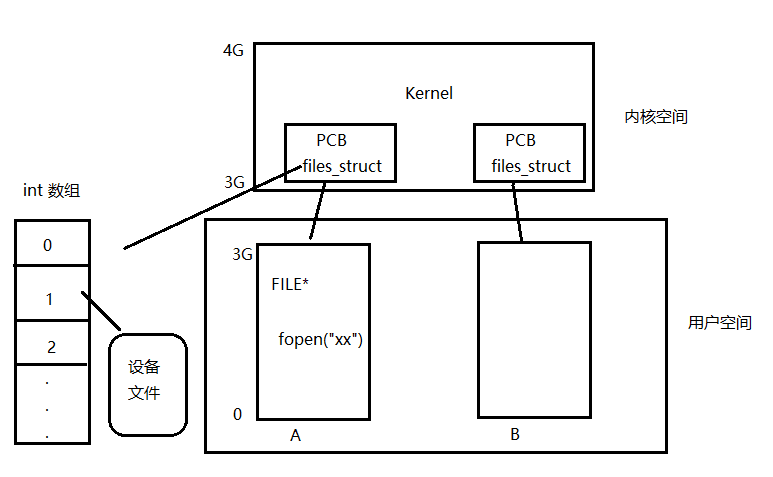 4G
Kernel
内核空间
PCB
files_struct
PCB
files_struct
3G
int 数组
0
1
2
.
.
.
设备
文件
3G
FILE*
fopen("xx")
0
A
B
用户空间